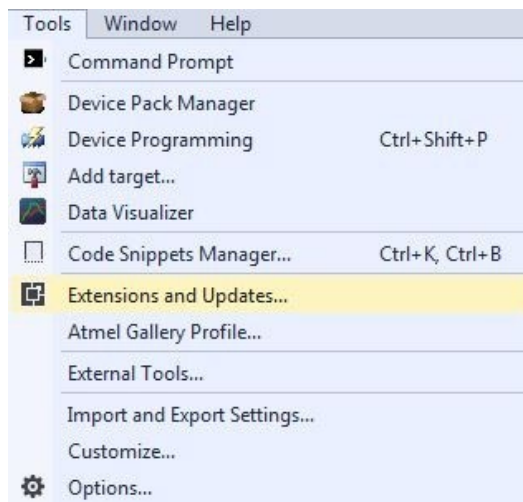 Tools Window Help
Command Prompt
Device Pack Manager
Device Programming Ctrl+Shift+P
Add target...
Data Visualizer
Code Snippets Manager... Ctrl+K, Ctrl+B
Extensions and Updates...
Atmel Gallery Profile...
External Tools...
Import and Export Settings...
Customize...
Options...